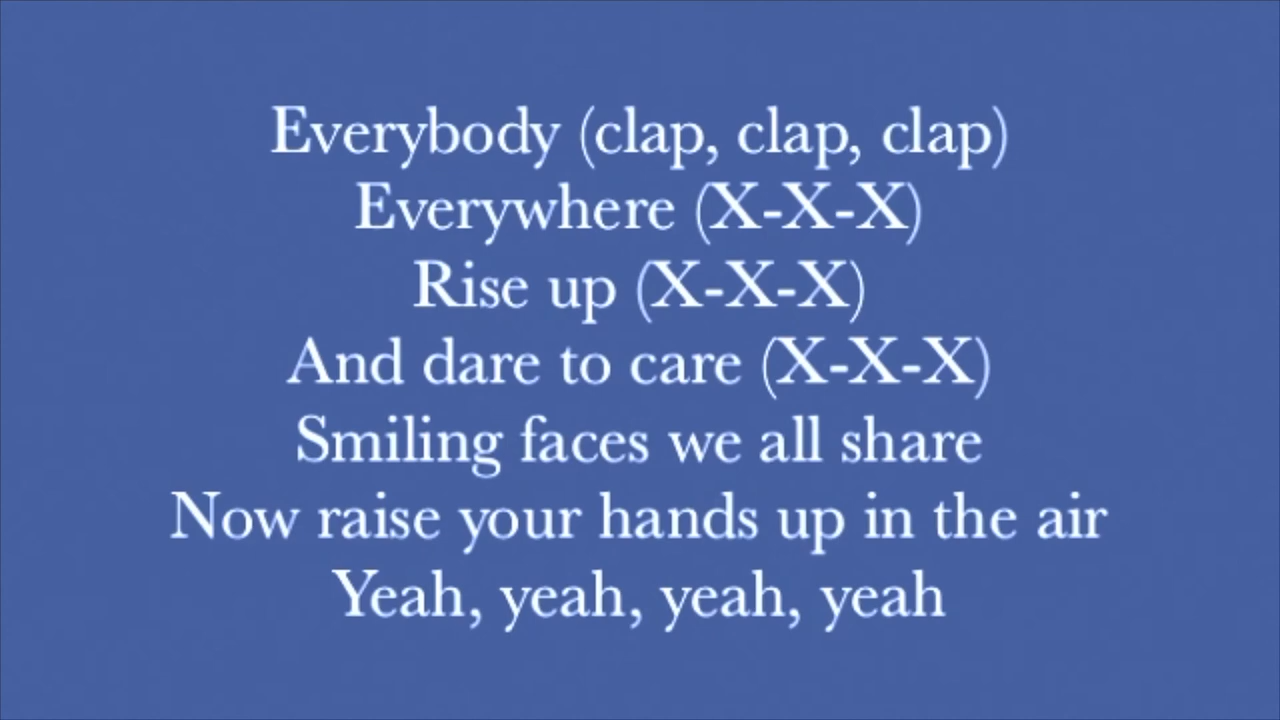 Everybody (clap, clap, clap)
Everywhere (X-X-X)
Rise up (X-X-X)
And dare to care (X-X-X)
Smiling faces we all share
Now raise your hands up in the air
Yeah, yeah, yeah, yeah